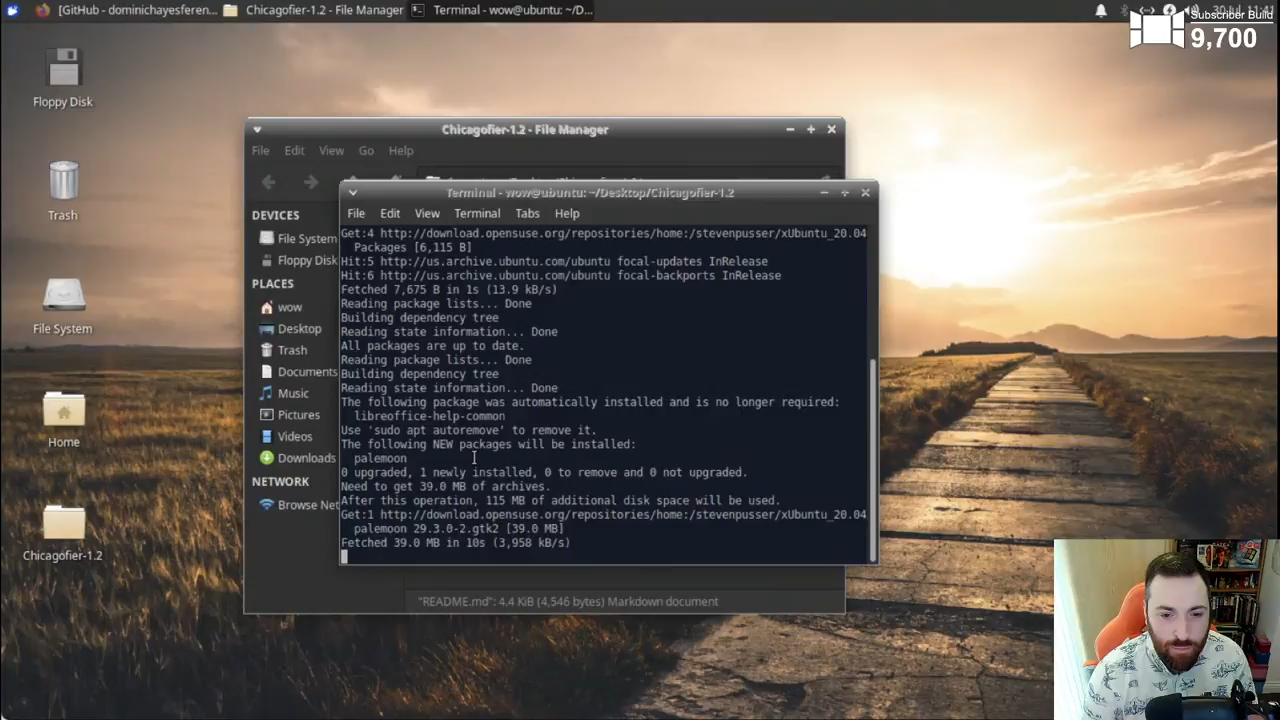 [GitHub - dominichayesferen...
Chicagofier-1.2 - File Manager
Terminal - wow@ubuntu: ~/D...
Subscriber Build
9,700
Floppy Disk
Trash
File System
Home
Chicagofier-1.2
Chicagofier-1.2 - File Manager
File Edit View Go Help
DEVICES
File System
Floppy Disk
PLACES
wow
Desktop
Trash
Documents
Music
Pictures
Videos
Downloads
NETWORK
Browse Net
"README.md": 4.4 KiB (4,546 bytes) Markdown document
Terminal - wow@ubuntu: ~/Desktop/Chicagofier-1.2
File Edit View Terminal Tabs Help
Get:4 http://download.opensuse.org/repositories/home:/stevenpusser/xUbuntu_20.04
Packages [6,115 B]
Hit:5 http://us.archive.ubuntu.com/ubuntu focal-updates InRelease
Hit:6 http://us.archive.ubuntu.com/ubuntu focal-backports InRelease
Fetched 7,675 B in 1s (13.9 kB/s)
Reading package lists... Done
Building dependency tree
Reading state information... Done
All packages are up to date.
Reading package lists... Done
Building dependency tree
Reading state information... Done
The following package was automatically installed and is no longer required:
libreoffice-help-common
Use 'sudo apt autoremove' to remove it.
The following NEW packages will be installed:
palemoon
0 upgraded, 1 newly installed, 0 to remove and 0 not upgraded.
Need to get 39.0 MB of archives.
After this operation, 115 MB of additional disk space will be used.
Get:1 http://download.opensuse.org/repositories/home:/stevenpusser/xUbuntu_20.04
palemoon 29.3.0-2.gtk2 [39.0 MB]
Fetched 39.0 MB in 10s (3,958 kB/s)